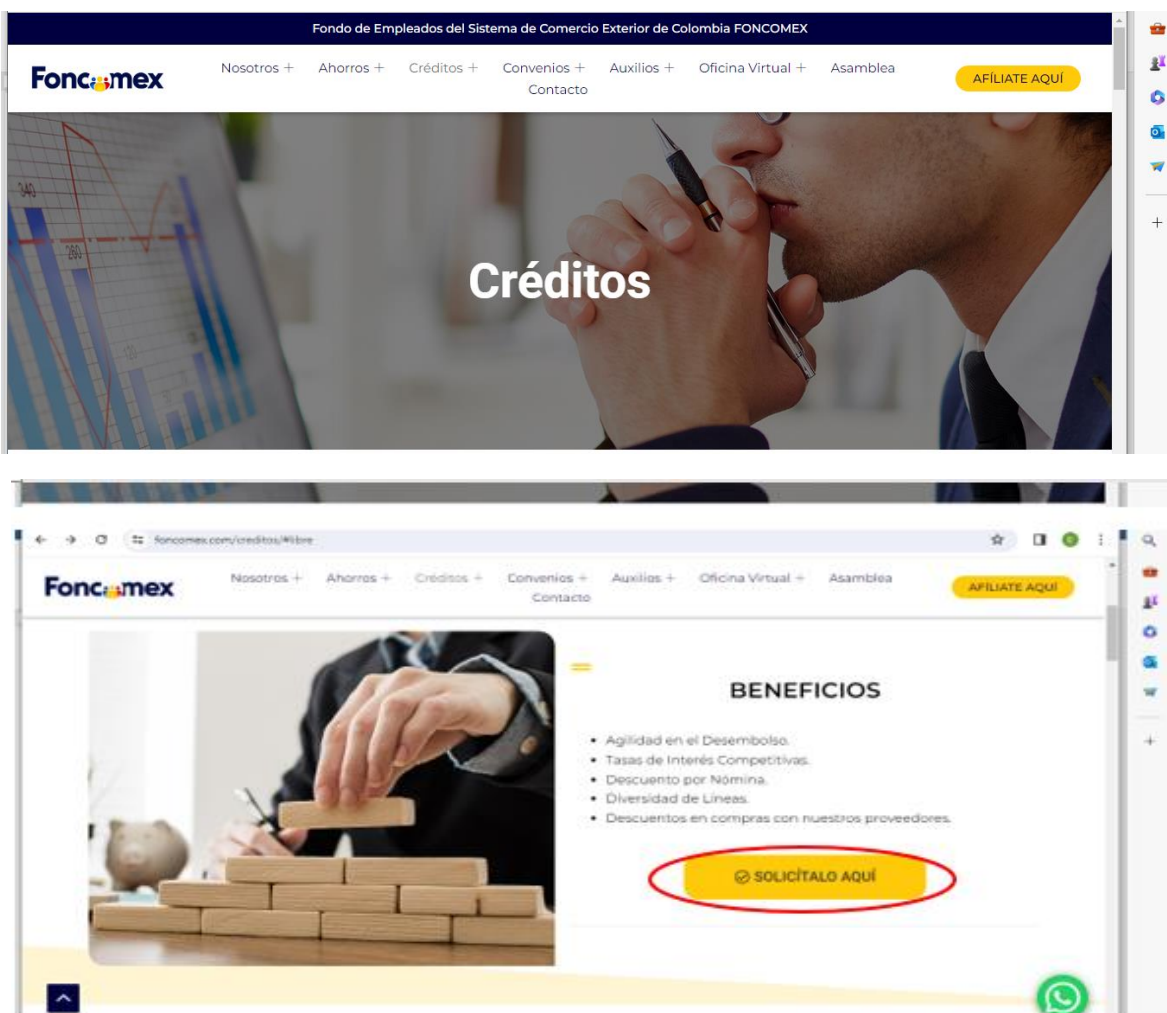 Fondo de Empleados del Sistema de Comercio Exterior de Colombia FONCOMEX
Foncomex
Nosotros + Ahorros + Créditos + Convenios + Auxilios + Oficina Virtual + Asamblea
Contacto
AFÍLIATE AQUÍ
340
280
120
Créditos
foncomex.com/creditos/#libre
Foncomex
Nosotros + Ahorros + Créditos + Convenios + Auxilios + Oficina Virtual + Asamblea
Contacto
AFÍLIATE AQUÍ
BENEFICIOS
• Agilidad en el Desembolso.
• Tasas de Interés Competitivas.
• Descuento por Nómina.
• Diversidad de Líneas.
• Descuentos en compras con nuestros proveedores.
SOLICÍTALO AQUÍ